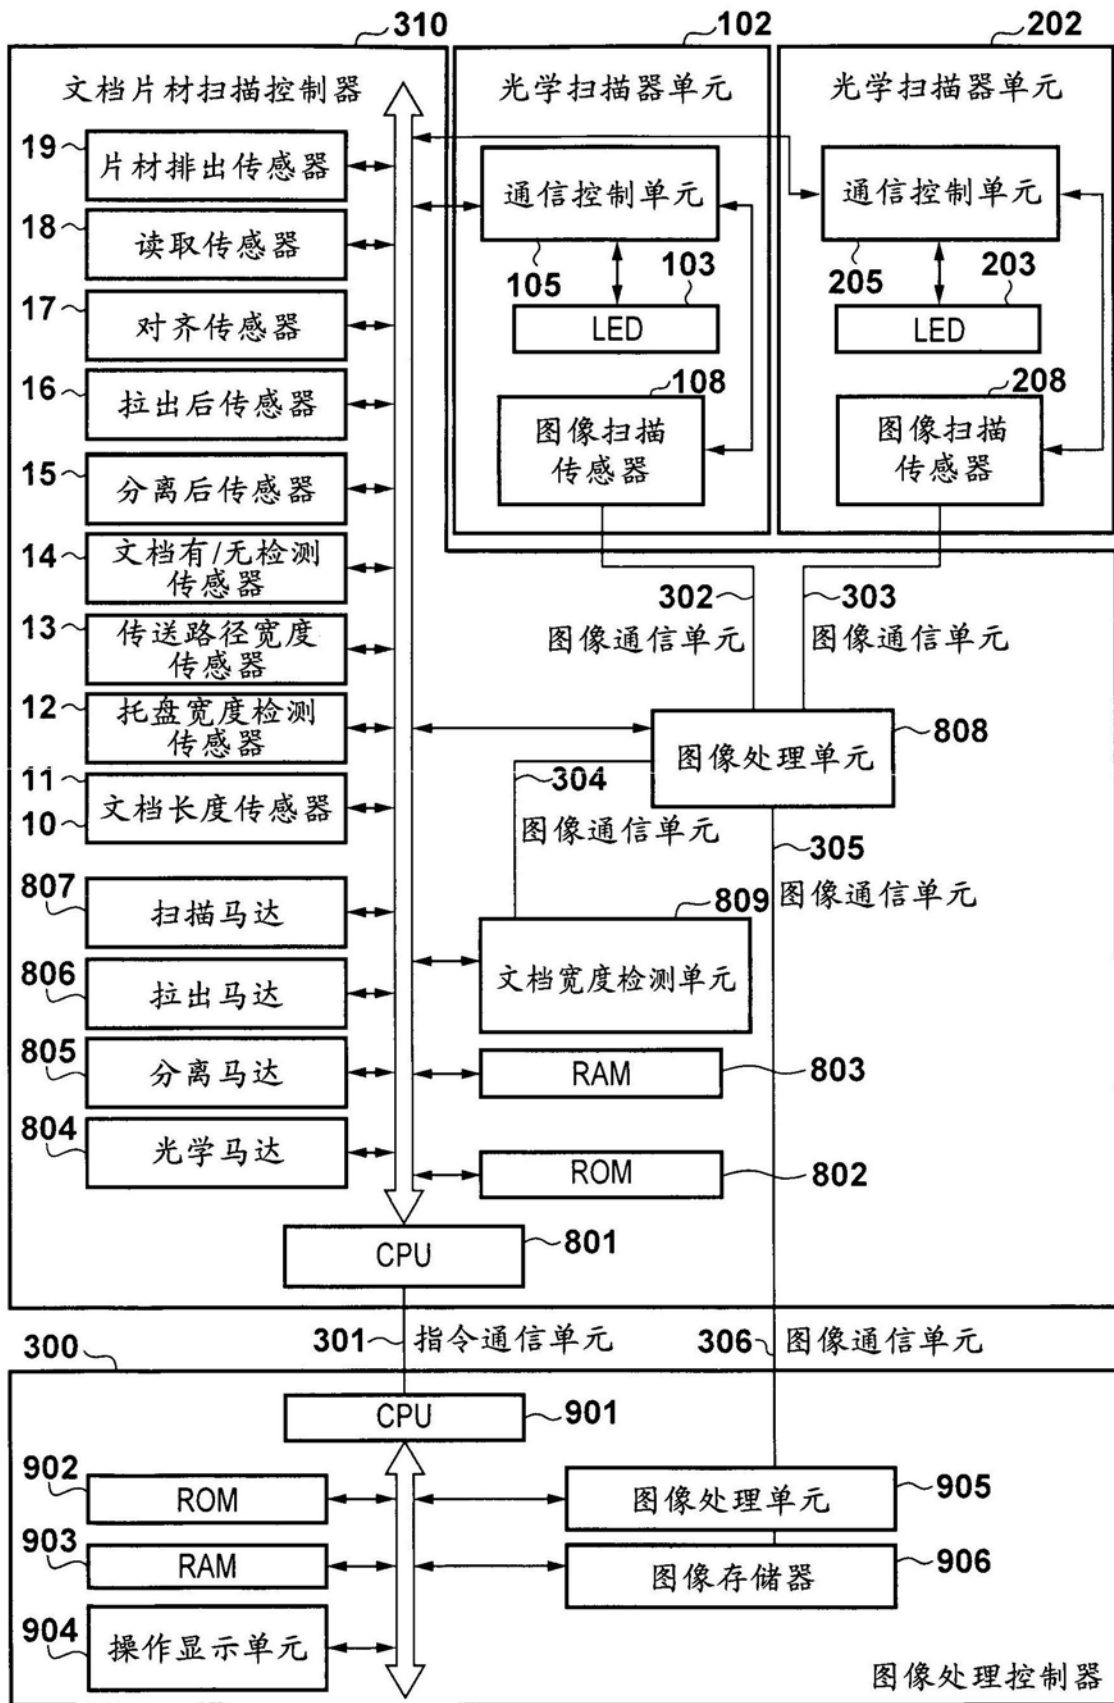 310
102
202
文档片材扫描控制器
光学扫描器单元
光学扫描器单元
19
片材排出传感器
18
读取传感器
17
对齐传感器
16
拉出后传感器
15
分离后传感器
14
文档有/无检测
传感器
13
传送路径宽度
传感器
12
托盘宽度检测
传感器
11
10
文档长度传感器
807
扫描马达
806
拉出马达
805
分离马达
804
光学马达
通信控制单元
105
103
LED
108
图像扫描
传感器
通信控制单元
205
203
LED
208
图像扫描
传感器
302
图像通信单元
303
图像通信单元
图像处理单元
808
304
图像通信单元
305
图像通信单元
809
文档宽度检测单元
RAM
803
ROM
802
CPU
801
301
指令通信单元
306
图像通信单元
300
CPU
901
902
ROM
903
RAM
904
操作显示单元
图像处理单元
905
图像存储器
906
图像处理控制器